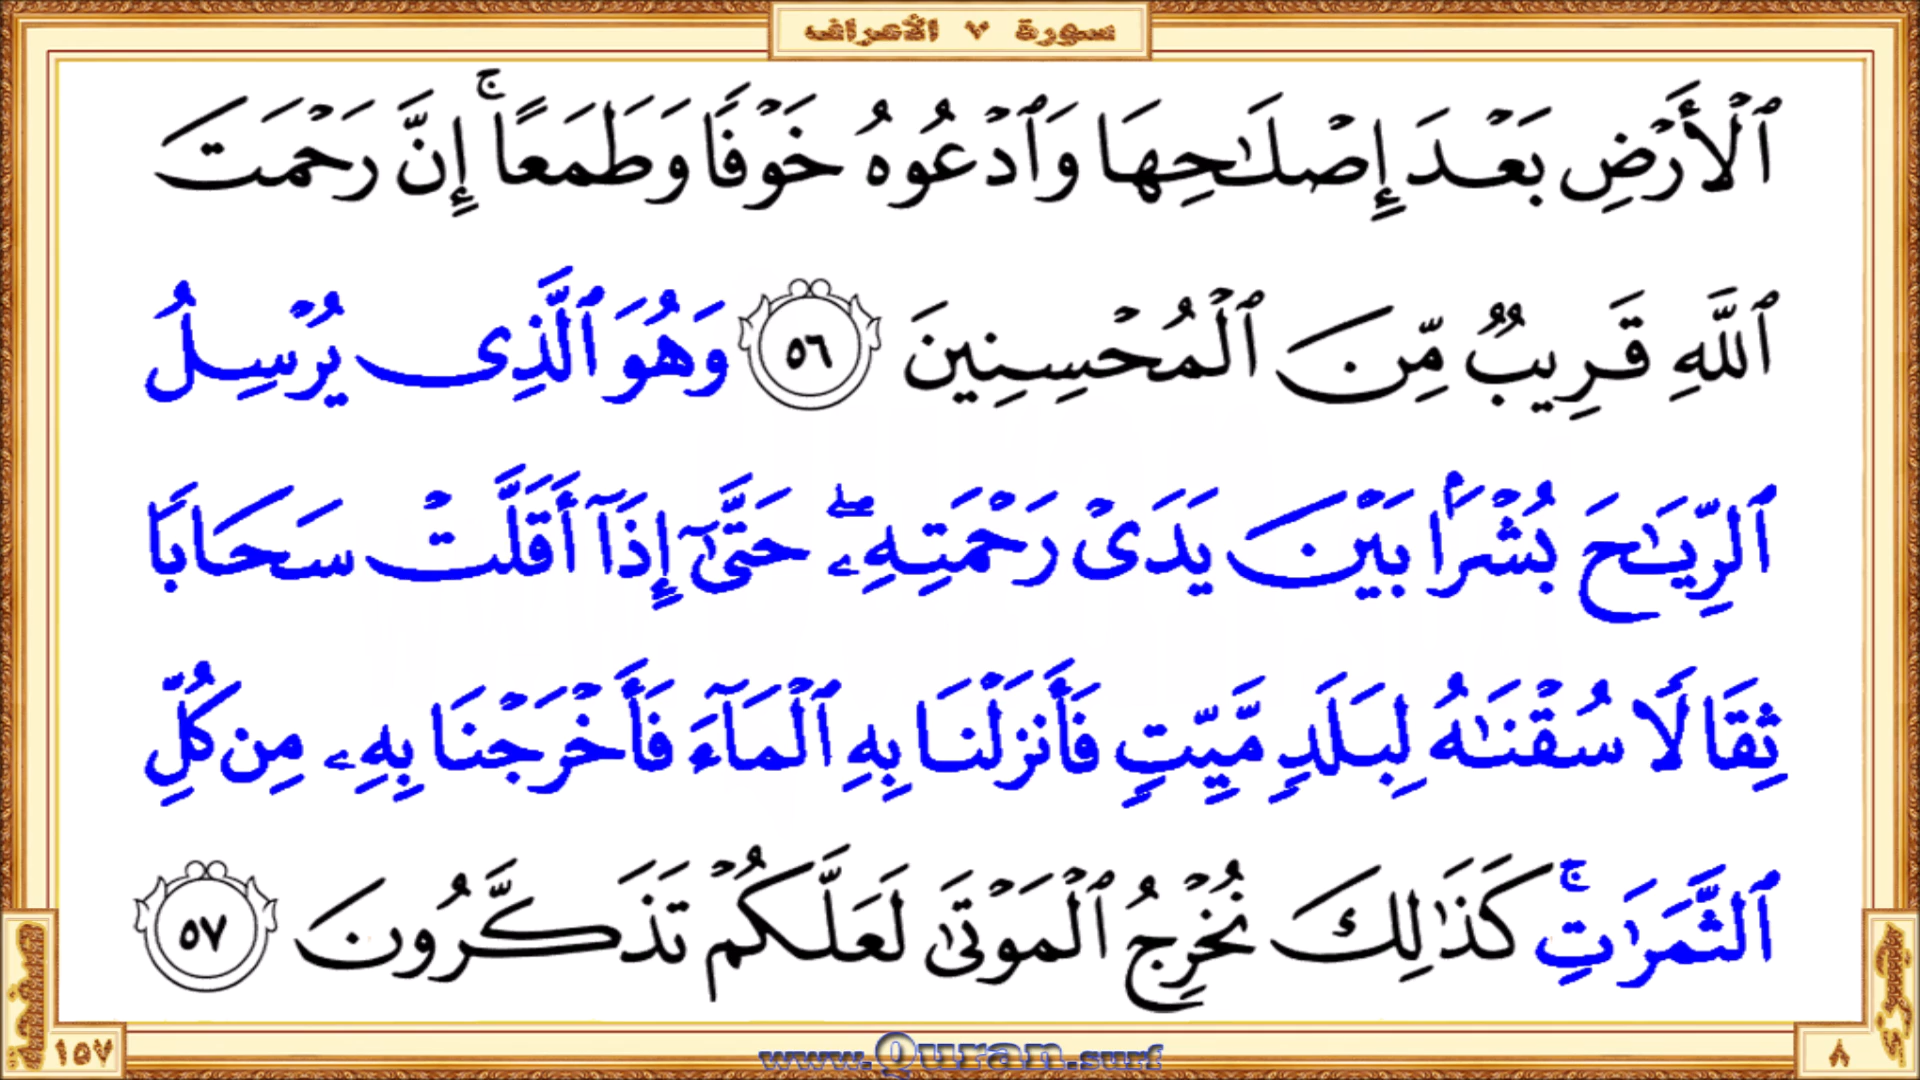 سورة ٧ الأعراف
ٱلۡأَرۡضِ بَعۡدَ إِصۡلَٰحِهَا وَٱدۡعُوهُ خَوۡفٗا وَطَمَعًاۚ إِنَّ رَحۡمَتَ
ٱللَّهِ قَرِيبٞ مِّنَ ٱلۡمُحۡسِنِينَ ٥٦ وَهُوَ ٱلَّذِي يُرۡسِلُ
ٱلرِّيَٰحَ بُشۡرَۢا بَيۡنَ يَدَيۡ رَحۡمَتِهِۦۖ حَتَّىٰٓ إِذَآ أَقَلَّتۡ سَحَابٗا
ثِقَالٗا سُقۡنَٰهُ لِبَلَدٖ مَّيِّتٖ فَأَنزَلۡنَا بِهِ ٱلۡمَآءَ فَأَخۡرَجۡنَا بِهِۦ مِن كُلِّ
ٱلثَّمَرَٰتِۚ كَذَٰلِكَ نُخۡرِجُ ٱلۡمَوۡتَىٰ لَعَلَّكُمۡ تَذَكَّرُونَ ٥٧
٨
صفحة ١٥٧
www.Quran.surf